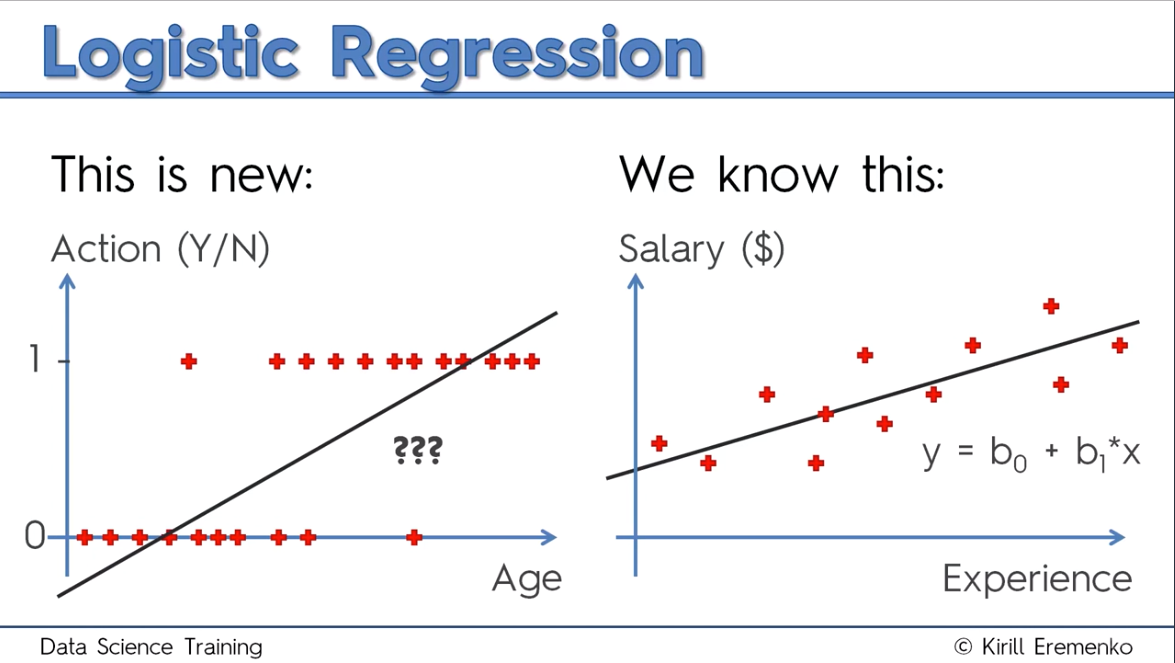 Logistic Regression
This is new:
Action (Y/N)
1
0
???
Age
We know this:
Salary ($)
y = b₀ + b₁*x
Experience
Data Science Training
© Kirill Eremenko